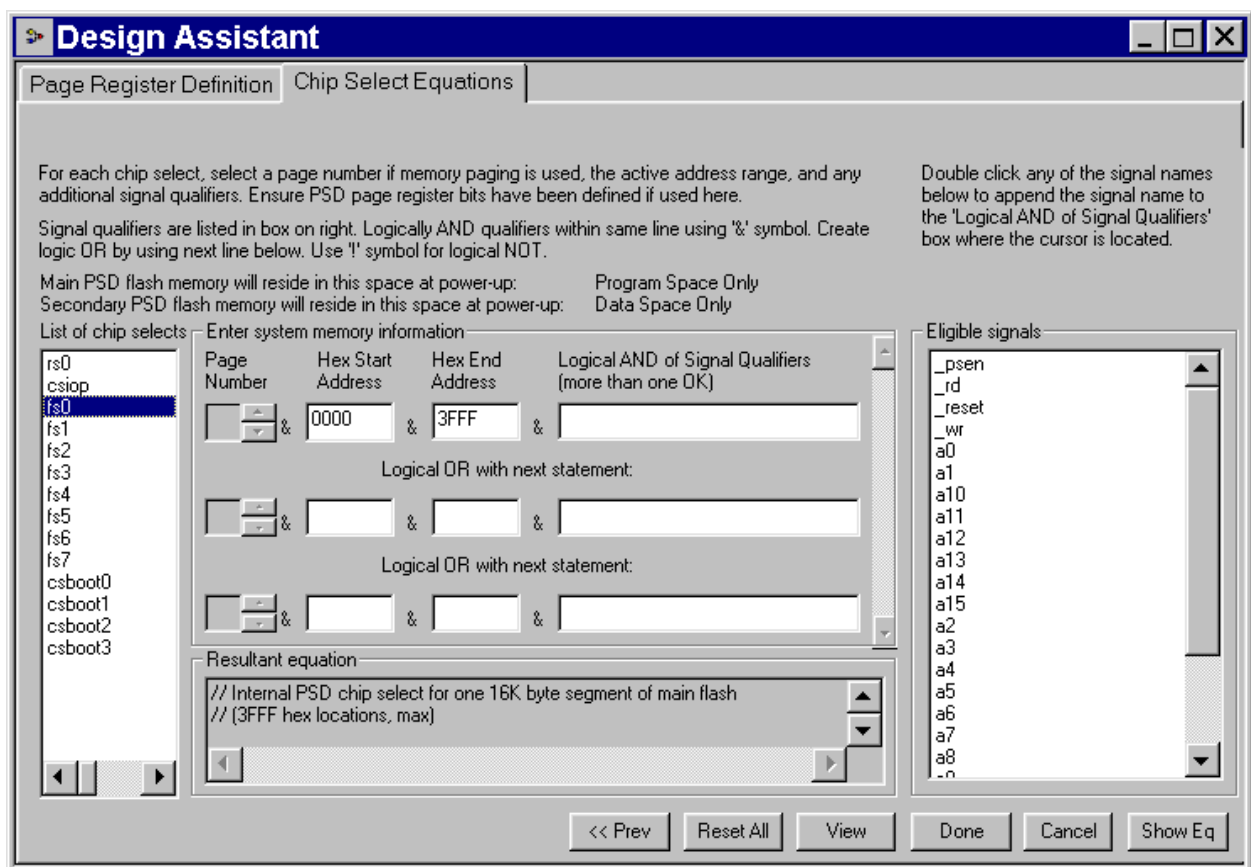 Design Assistant
Page Register Definition
Chip Select Equations
For each chip select, select a page number if memory paging is used, the active address range, and any
additional signal qualifiers. Ensure PSD page register bits have been defined if used here.
Signal qualifiers are listed in box on right. Logically AND qualifiers within same line using '&' symbol. Create
logic OR by using next line below. Use '!' symbol for logical NOT.
Main PSD flash memory will reside in this space at power-up: Program Space Only
Secondary PSD flash memory will reside in this space at power-up: Data Space Only
Double click any of the signal names
below to append the signal name to
the 'Logical AND of Signal Qualifiers'
box where the cursor is located.
List of chip selects
rs0
csiop
fs0
fs1
fs2
fs3
fs4
fs5
fs6
fs7
csboot0
csboot1
csboot2
csboot3
Enter system memory information
Page Number
Hex Start Address
Hex End Address
Logical AND of Signal Qualifiers
(more than one OK)
& 0000 & 3FFF &
Logical OR with next statement:
& & &
Logical OR with next statement:
& & &
Resultant equation
// Internal PSD chip select for one 16K byte segment of main flash
// (3FFF hex locations, max)
Eligible signals
_psen
_rd
_reset
_wr
a0
a1
a10
a11
a12
a13
a14
a15
a2
a3
a4
a5
a6
a7
a8
<< Prev
Reset All
View
Done
Cancel
Show Eq